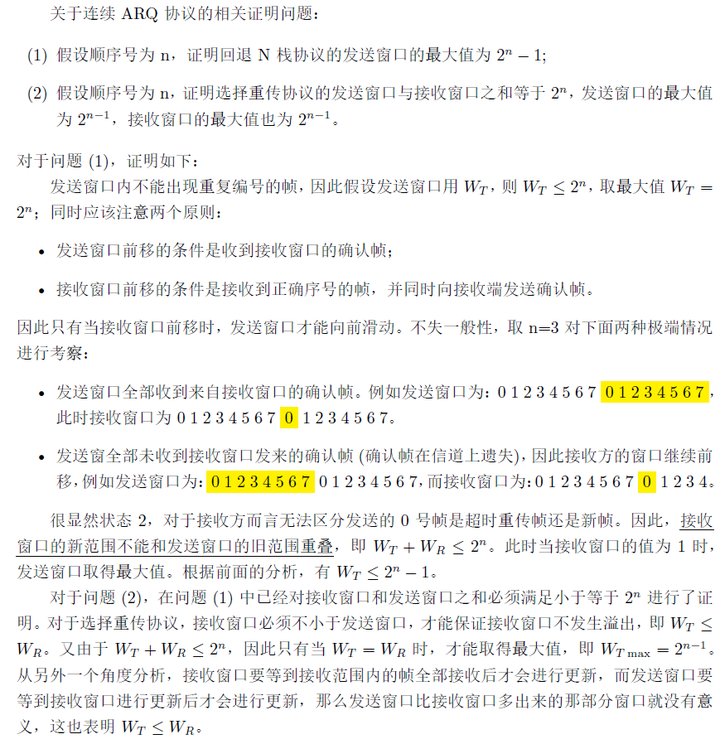 关于连续 ARQ 协议的相关证明问题：
(1) 假设顺序号为 n，证明回退 N 栈协议的发送窗口的最大值为 2ⁿ − 1;
(2) 假设顺序号为 n，证明选择重传协议的发送窗口与接收窗口之和等于 2ⁿ，发送窗口的最大值
为 2ⁿ⁻¹，接收窗口的最大值也为 2ⁿ⁻¹。
对于问题 (1)，证明如下：
发送窗口内不能出现重复编号的帧，因此假设发送窗口用 W_T，则 W_T ≤ 2ⁿ，取最大值 W_T =
2ⁿ；同时应该注意两个原则：
• 发送窗口前移的条件是收到接收窗口的确认帧；
• 接收窗口前移的条件是接收到正确序号的帧，并同时向接收端发送确认帧。
因此只有当接收窗口前移时，发送窗口才能向前滑动。不失一般性，取 n=3 对下面两种极端情况
进行考察：
• 发送窗口全部收到来自接收窗口的确认帧。例如发送窗口为：0 1 2 3 4 5 6 7 0 1 2 3 4 5 6 7，
此时接收窗口为 0 1 2 3 4 5 6 7 0 1 2 3 4 5 6 7。
• 发送窗全部未收到接收窗口发来的确认帧 (确认帧在信道上遗失)，因此接收方的窗口继续前
移，例如发送窗口为：0 1 2 3 4 5 6 7 0 1 2 3 4 5 6 7，而接收窗口为：0 1 2 3 4 5 6 7 0 1 2 3 4。
很显然状态 2，对于接收方而言无法区分发送的 0 号帧是超时重传帧还是新帧。因此，接收
窗口的新范围不能和发送窗口的旧范围重叠，即 W_T + W_R ≤ 2ⁿ。此时当接收窗口的值为 1 时，
发送窗口取得最大值。根据前面的分析，有 W_T ≤ 2ⁿ − 1。
对于问题 (2)，在问题 (1) 中已经对接收窗口和发送窗口之和必须满足小于等于 2ⁿ 进行了证
明。对于选择重传协议，接收窗口必须不小于发送窗口，才能保证接收窗口不发生溢出，即 W_T ≤
W_R。又由于 W_T + W_R ≤ 2ⁿ，因此只有当 W_T = W_R 时，才能取得最大值，即 W_T max = 2ⁿ⁻¹。
从另外一个角度分析，接收窗口要等到接收范围内的帧全部接收后才会进行更新，而发送窗口要
等到接收窗口进行更新后才会进行更新，那么发送窗口比接收窗口多出来的那部分窗口就没有意
义，这也表明 W_T ≤ W_R。